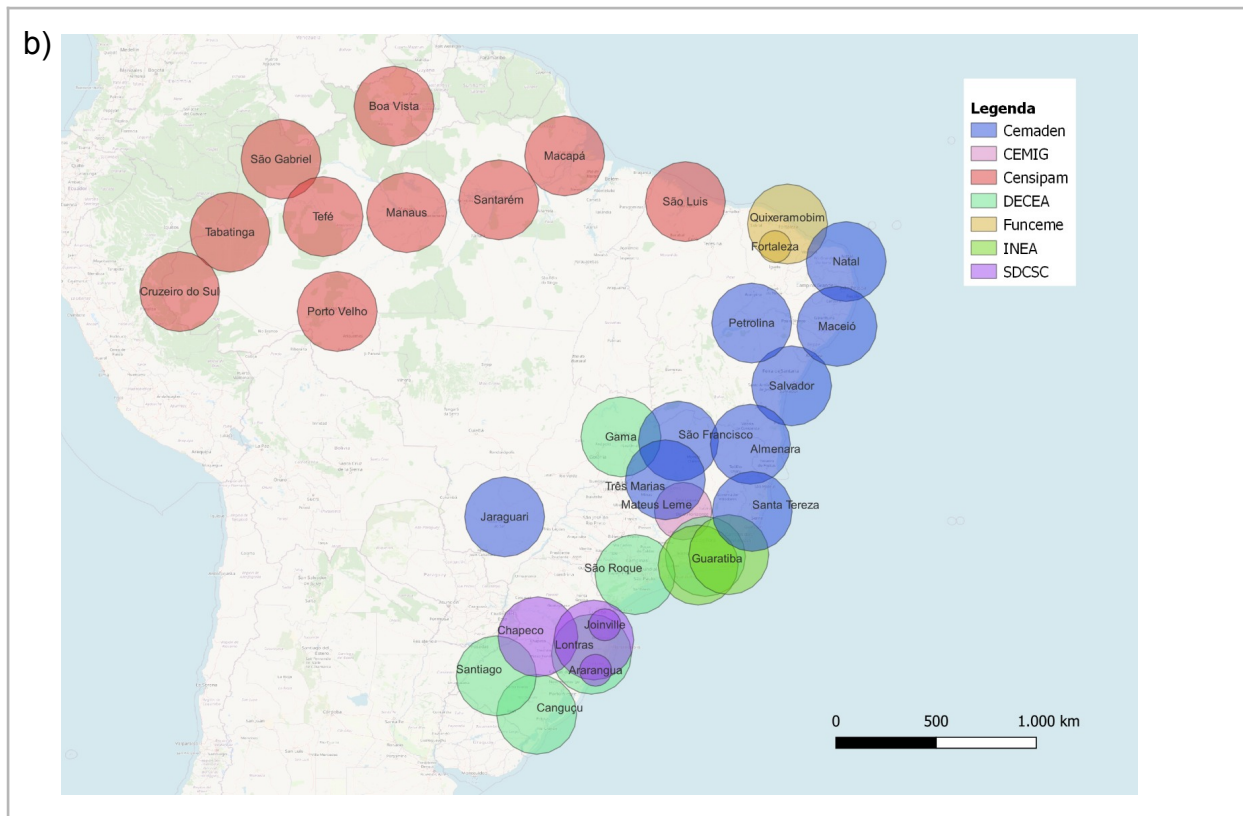 b)
Boa Vista
São Gabriel
Macapá
Santarém
Tefé
Manaus
São Luis
Tabatinga
Quixeramobim
Fortaleza
Natal
Cruzeiro do Sul
Porto Velho
Petrolina
Maceió
Salvador
Gama
São Francisco
Almenara
Três Marias
Mateus Leme
Santa Tereza
Jaraguari
Guaratiba
São Roque
Joinville
Chapeco
Lontras
Santiago
Ararangua
Canguçu
Legenda
Cemaden
CEMIG
Censipam
DECEA
Funceme
INEA
SDCSC
0 500 1.000 km